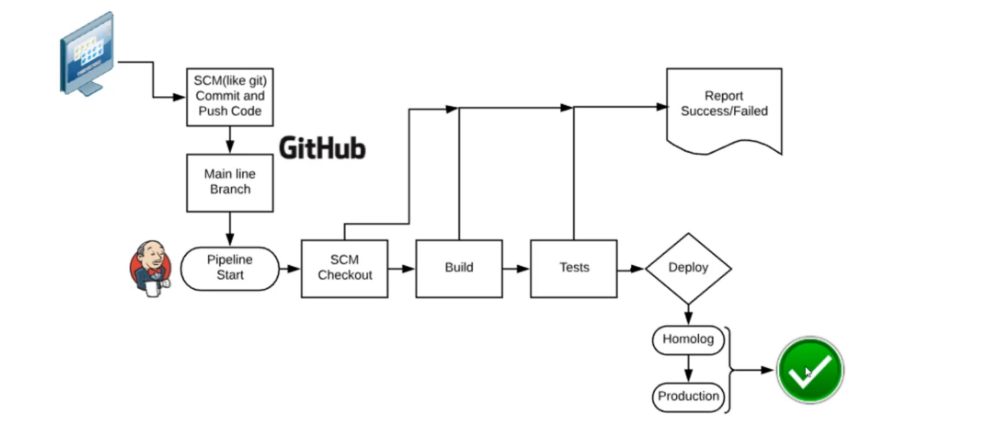 SCM(like git)
Commit and
Push Code
GitHub
Main line
Branch
Pipeline
Start
SCM
Checkout
Build
Tests
Deploy
Report
Success/Failed
Homolog
Production